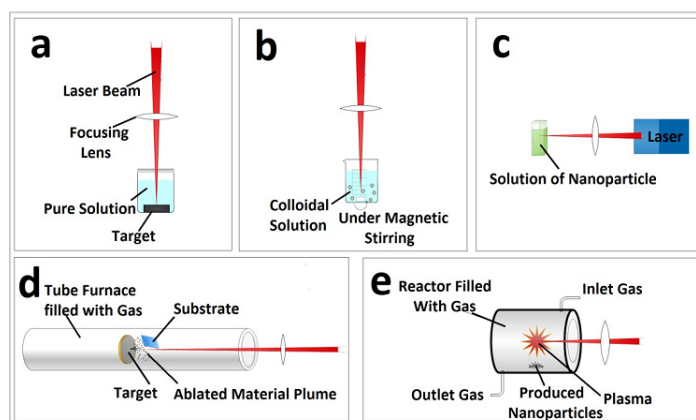 a
Laser Beam
Focusing
Lens
Pure Solution
Target
b
Colloidal
Solution
Under Magnetic
Stirring
c
Laser
Solution of Nanoparticle
d
Tube Furnace
filled with Gas
Substrate
Target
Ablated Material Plume
e
Reactor Filled
With Gas
Inlet Gas
Outlet Gas
Produced
Nanoparticles
Plasma